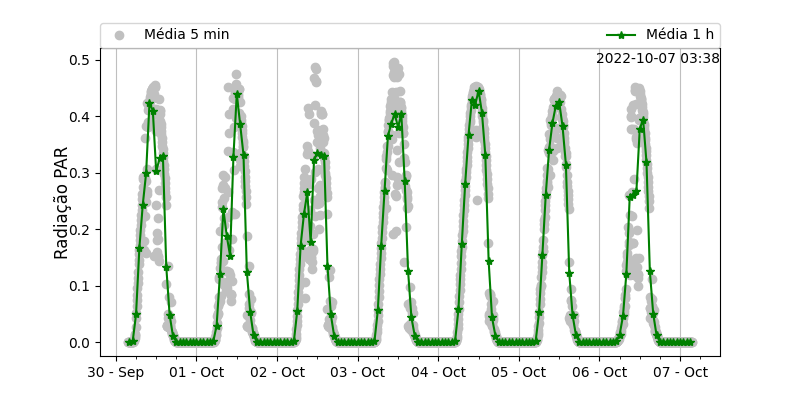 Média 5 min
Média 1 h
2022-10-07 03:38
Radiação PAR
0.5
0.4
0.3
0.2
0.1
0.0
30 - Sep
01 - Oct
02 - Oct
03 - Oct
04 - Oct
05 - Oct
06 - Oct
07 - Oct